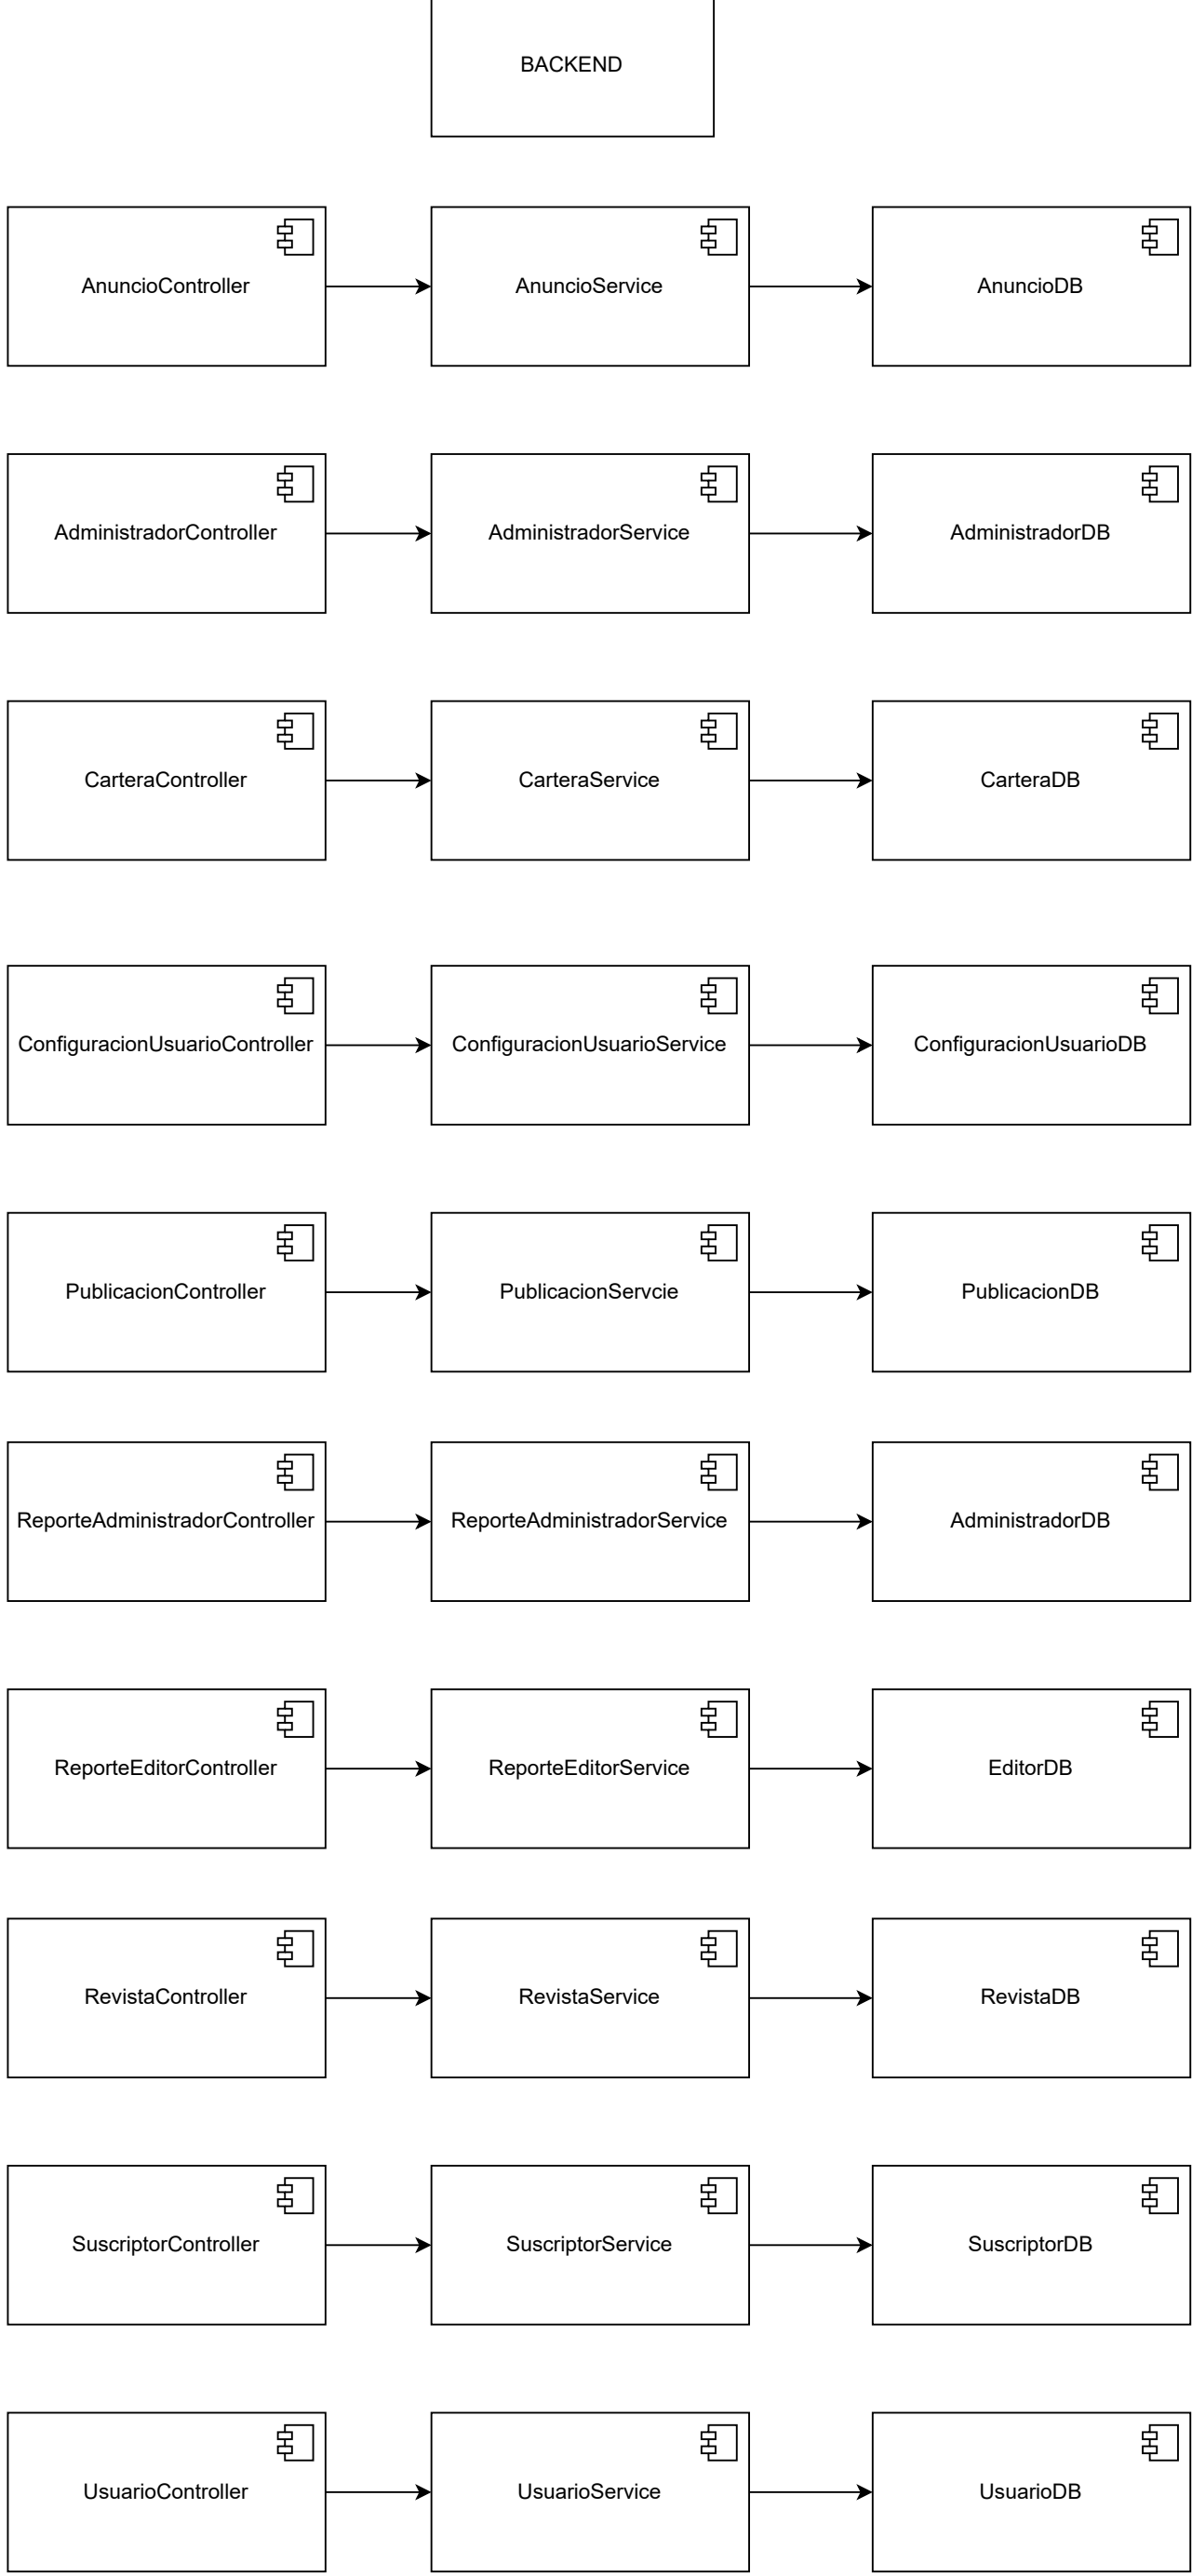 BACKEND
AnuncioController
AnuncioService
AnuncioDB
AdministradorController
AdministradorService
AdministradorDB
CarteraController
CarteraService
CarteraDB
ConfiguracionUsuarioController
ConfiguracionUsuarioService
ConfiguracionUsuarioDB
PublicacionController
PublicacionServcie
PublicacionDB
ReporteAdministradorController
ReporteAdministradorService
AdministradorDB
ReporteEditorController
ReporteEditorService
EditorDB
RevistaController
RevistaService
RevistaDB
SuscriptorController
SuscriptorService
SuscriptorDB
UsuarioController
UsuarioService
UsuarioDB